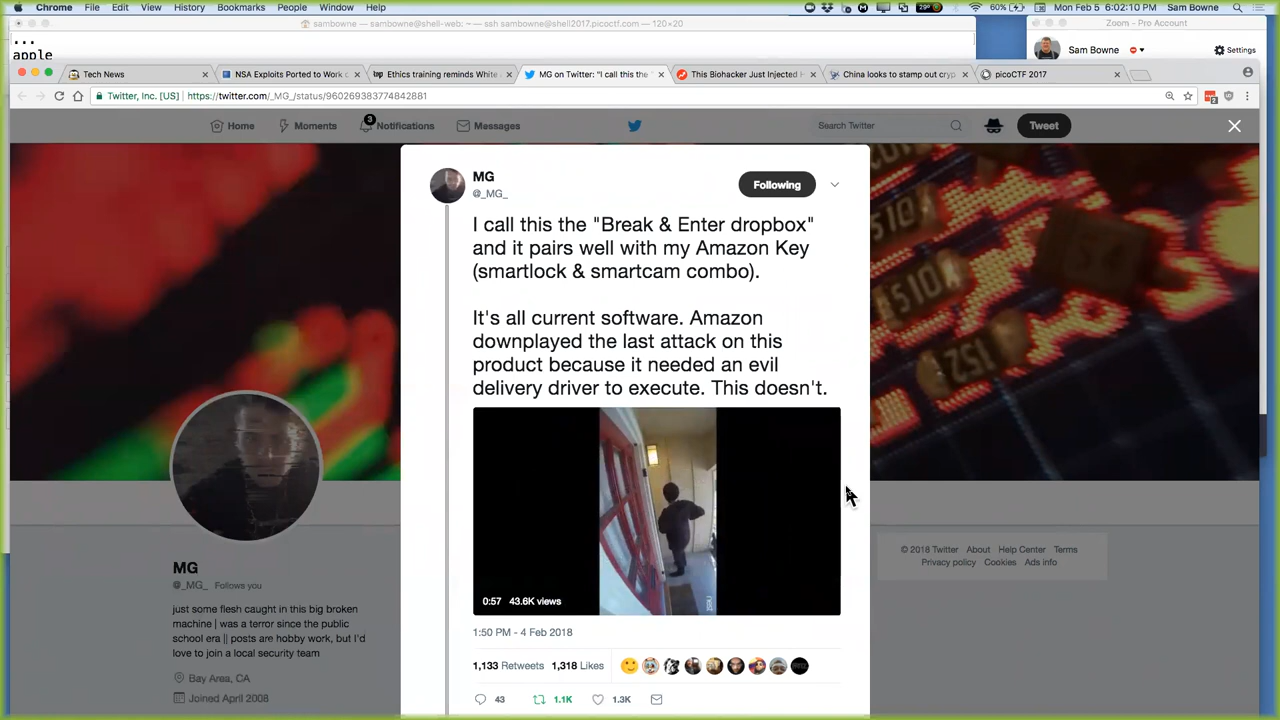 Chrome File Edit View History Bookmarks People Window Help
60% Mon Feb 5 6:02:10 PM Sam Bowne
sambowne — sambowne@shell-web: ~ — ssh sambowne@shell2017.picoctf.com — 120×20
Zoom - Pro Account
...
apple
Sam Bowne
Settings
Tech News
NSA Exploits Ported to Work o
Ethics training reminds White
MG on Twitter: "I call this the
This Biohacker Just Injected H
China looks to stamp out cryp
picoCTF 2017
Twitter, Inc. [US] https://twitter.com/_MG_/status/960269383774842881
Home Moments 3 Notifications Messages Search Twitter Tweet
MG
@_MG_
Following
I call this the "Break & Enter dropbox"
and it pairs well with my Amazon Key
(smartlock & smartcam combo).
It's all current software. Amazon
downplayed the last attack on this
product because it needed an evil
delivery driver to execute. This doesn't.
0:57 43.6K views
nest
1:50 PM - 4 Feb 2018
1,133 Retweets 1,318 Likes
43 1.1K 1.3K
MG
@_MG_ Follows you
just some flesh caught in this big broken
machine | was a terror since the public
school era || posts are hobby work, but I'd
love to join a local security team
Bay Area, CA
Joined April 2008
© 2018 Twitter About Help Center Terms
Privacy policy Cookies Ads info
510
510
152